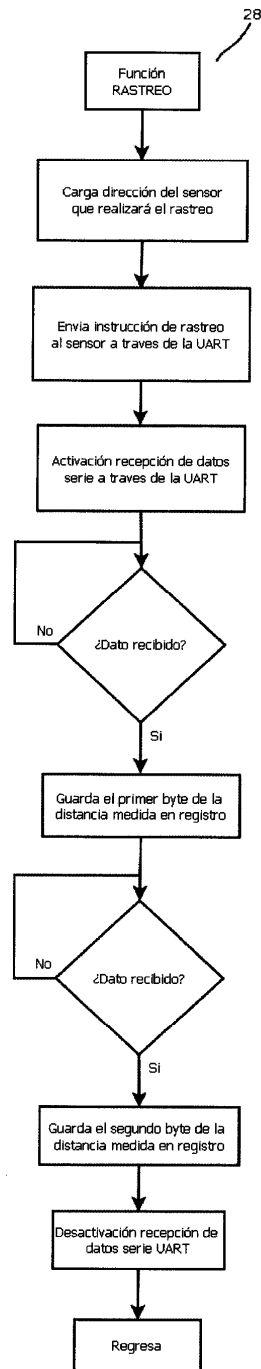 28
Función
RASTREO
Carga dirección del sensor
que realizará el rastreo
Envia instrucción de rastreo
al sensor a traves de la UART
Activación recepción de datos
serie a traves de la UART
No
¿Dato recibido?
Si
Guarda el primer byte de la
distancia medida en registro
No
¿Dato recibido?
Si
Guarda el segundo byte de la
distancia medida en registro
Desactivación recepción de
datos serie UART
Regresa